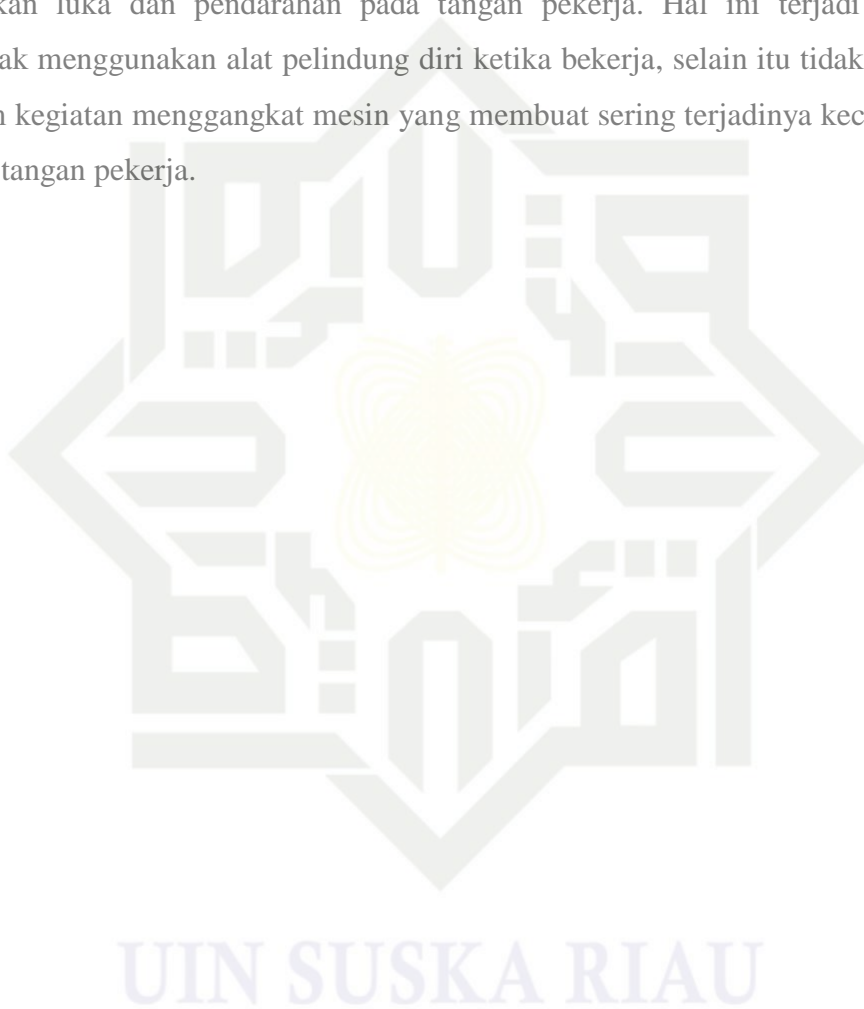 kan luka dan pendarahan pada tangan pekerja. Hal ini terjadi
ak menggunakan alat pelindung diri ketika bekerja, selain itu tidak
n kegiatan menggangkat mesin yang membuat sering terjadinya kec
tangan pekerja.
UIN SUSKA RIAU